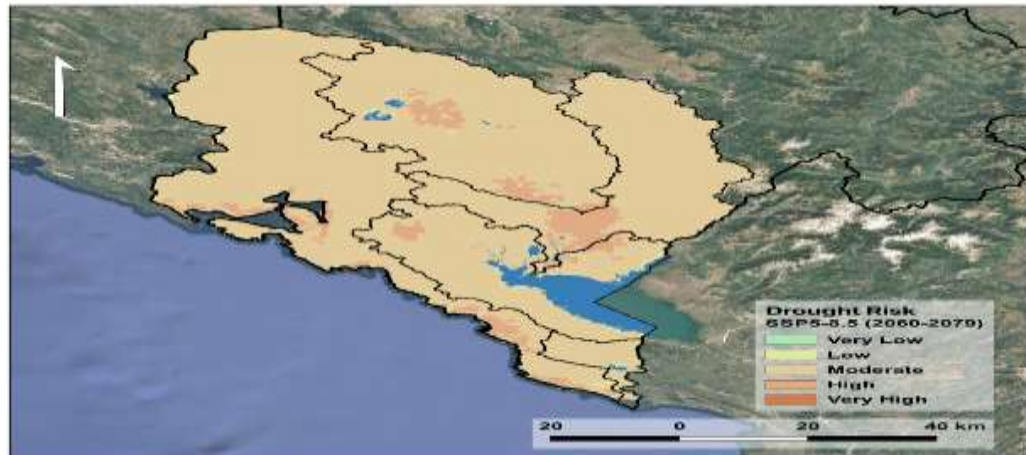 Drought Risk
SSP5-8.5 (2060-2079)
Very Low
Low
Moderate
High
Very High
20 0 20 40 km